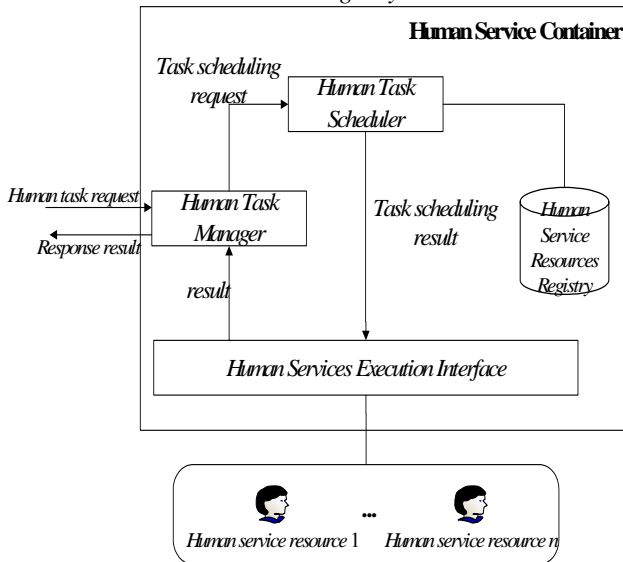 Human Service Container
Task scheduling
request
Human Task
Scheduler
Human task request
Response result
Human Task
Manager
Task scheduling
result
Human
Service
Resources
Registry
result
Human Services Execution Interface
...
Human service resource 1
Human service resource n